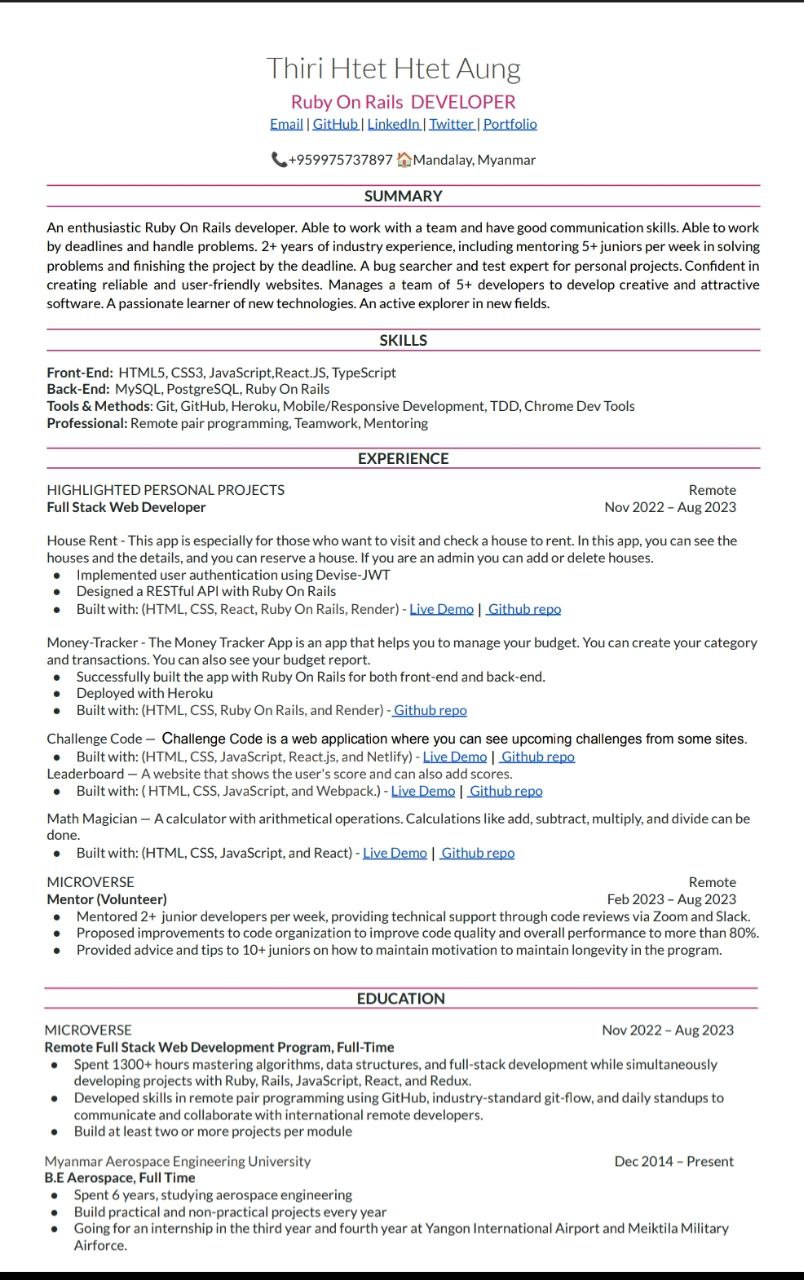 Thiri Htet Htet Aung
Ruby On Rails DEVELOPER
Email | GitHub | LinkedIn | Twitter | Portfolio
📞+959975737897 🏠Mandalay, Myanmar
SUMMARY
An enthusiastic Ruby On Rails developer. Able to work with a team and have good communication skills. Able to work
by deadlines and handle problems. 2+ years of industry experience, including mentoring 5+ juniors per week in solving
problems and finishing the project by the deadline. A bug searcher and test expert for personal projects. Confident in
creating reliable and user-friendly websites. Manages a team of 5+ developers to develop creative and attractive
software. A passionate learner of new technologies. An active explorer in new fields.
SKILLS
Front-End: HTML5, CSS3, JavaScript,React.JS, TypeScript
Back-End: MySQL, PostgreSQL, Ruby On Rails
Tools & Methods: Git, GitHub, Heroku, Mobile/Responsive Development, TDD, Chrome Dev Tools
Professional: Remote pair programming, Teamwork, Mentoring
EXPERIENCE
HIGHLIGHTED PERSONAL PROJECTS Remote
Full Stack Web Developer Nov 2022 – Aug 2023
House Rent - This app is especially for those who want to visit and check a house to rent. In this app, you can see the
houses and the details, and you can reserve a house. If you are an admin you can add or delete houses.
● Implemented user authentication using Devise-JWT
● Designed a RESTful API with Ruby On Rails
● Built with: (HTML, CSS, React, Ruby On Rails, Render) - Live Demo | Github repo
Money-Tracker - The Money Tracker App is an app that helps you to manage your budget. You can create your category
and transactions. You can also see your budget report.
● Successfully built the app with Ruby On Rails for both front-end and back-end.
● Deployed with Heroku
● Built with: (HTML, CSS, Ruby On Rails, and Render) - Github repo
Challenge Code — Challenge Code is a web application where you can see upcoming challenges from some sites.
● Built with: (HTML, CSS, JavaScript, React.js, and Netlify) - Live Demo | Github repo
Leaderboard — A website that shows the user's score and can also add scores.
● Built with: ( HTML, CSS, JavaScript, and Webpack.) - Live Demo | Github repo
Math Magician — A calculator with arithmetical operations. Calculations like add, subtract, multiply, and divide can be
done.
● Built with: (HTML, CSS, JavaScript, and React) - Live Demo | Github repo
MICROVERSE Remote
Mentor (Volunteer) Feb 2023 – Aug 2023
● Mentored 2+ junior developers per week, providing technical support through code reviews via Zoom and Slack.
● Proposed improvements to code organization to improve code quality and overall performance to more than 80%.
● Provided advice and tips to 10+ juniors on how to maintain motivation to maintain longevity in the program.
EDUCATION
MICROVERSE Nov 2022 – Aug 2023
Remote Full Stack Web Development Program, Full-Time
● Spent 1300+ hours mastering algorithms, data structures, and full-stack development while simultaneously
developing projects with Ruby, Rails, JavaScript, React, and Redux.
● Developed skills in remote pair programming using GitHub, industry-standard git-flow, and daily standups to
communicate and collaborate with international remote developers.
● Build at least two or more projects per module
Myanmar Aerospace Engineering University Dec 2014 – Present
B.E Aerospace, Full Time
● Spent 6 years, studying aerospace engineering
● Build practical and non-practical projects every year
● Going for an internship in the third year and fourth year at Yangon International Airport and Meiktila Military
Airforce.